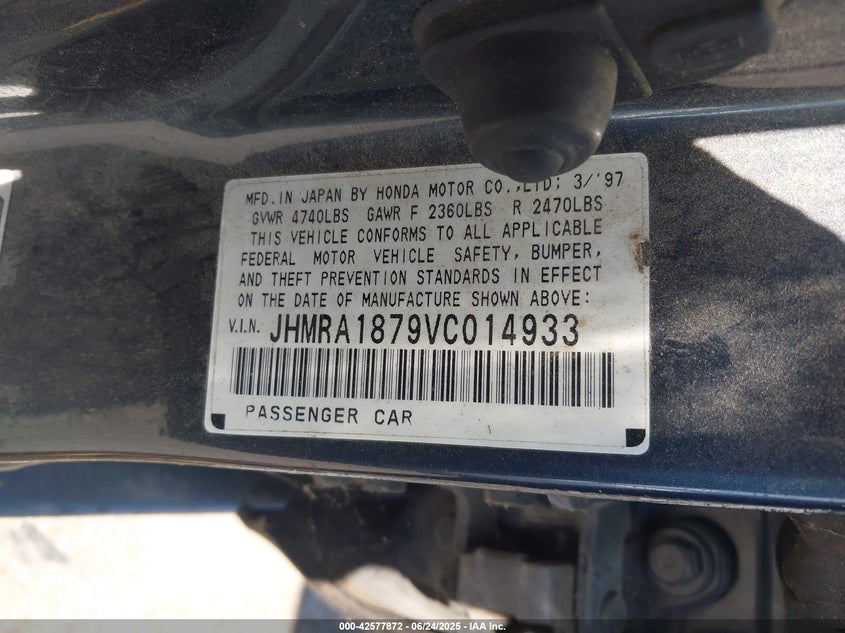 MFD. IN JAPAN BY HONDA MOTOR CO.,LTD; 3/'97
GVWR 4740LBS GAWR F 2360LBS R 2470LBS
THIS VEHICLE CONFORMS TO ALL APPLICABLE
FEDERAL MOTOR VEHICLE SAFETY, BUMPER,
AND THEFT PREVENTION STANDARDS IN EFFECT
ON THE DATE OF MANUFACTURE SHOWN ABOVE:
V.I.N. JHMRA1879VC014933
PASSENGER CAR
000-42577872 | 06/24/2025 | IAA Inc.